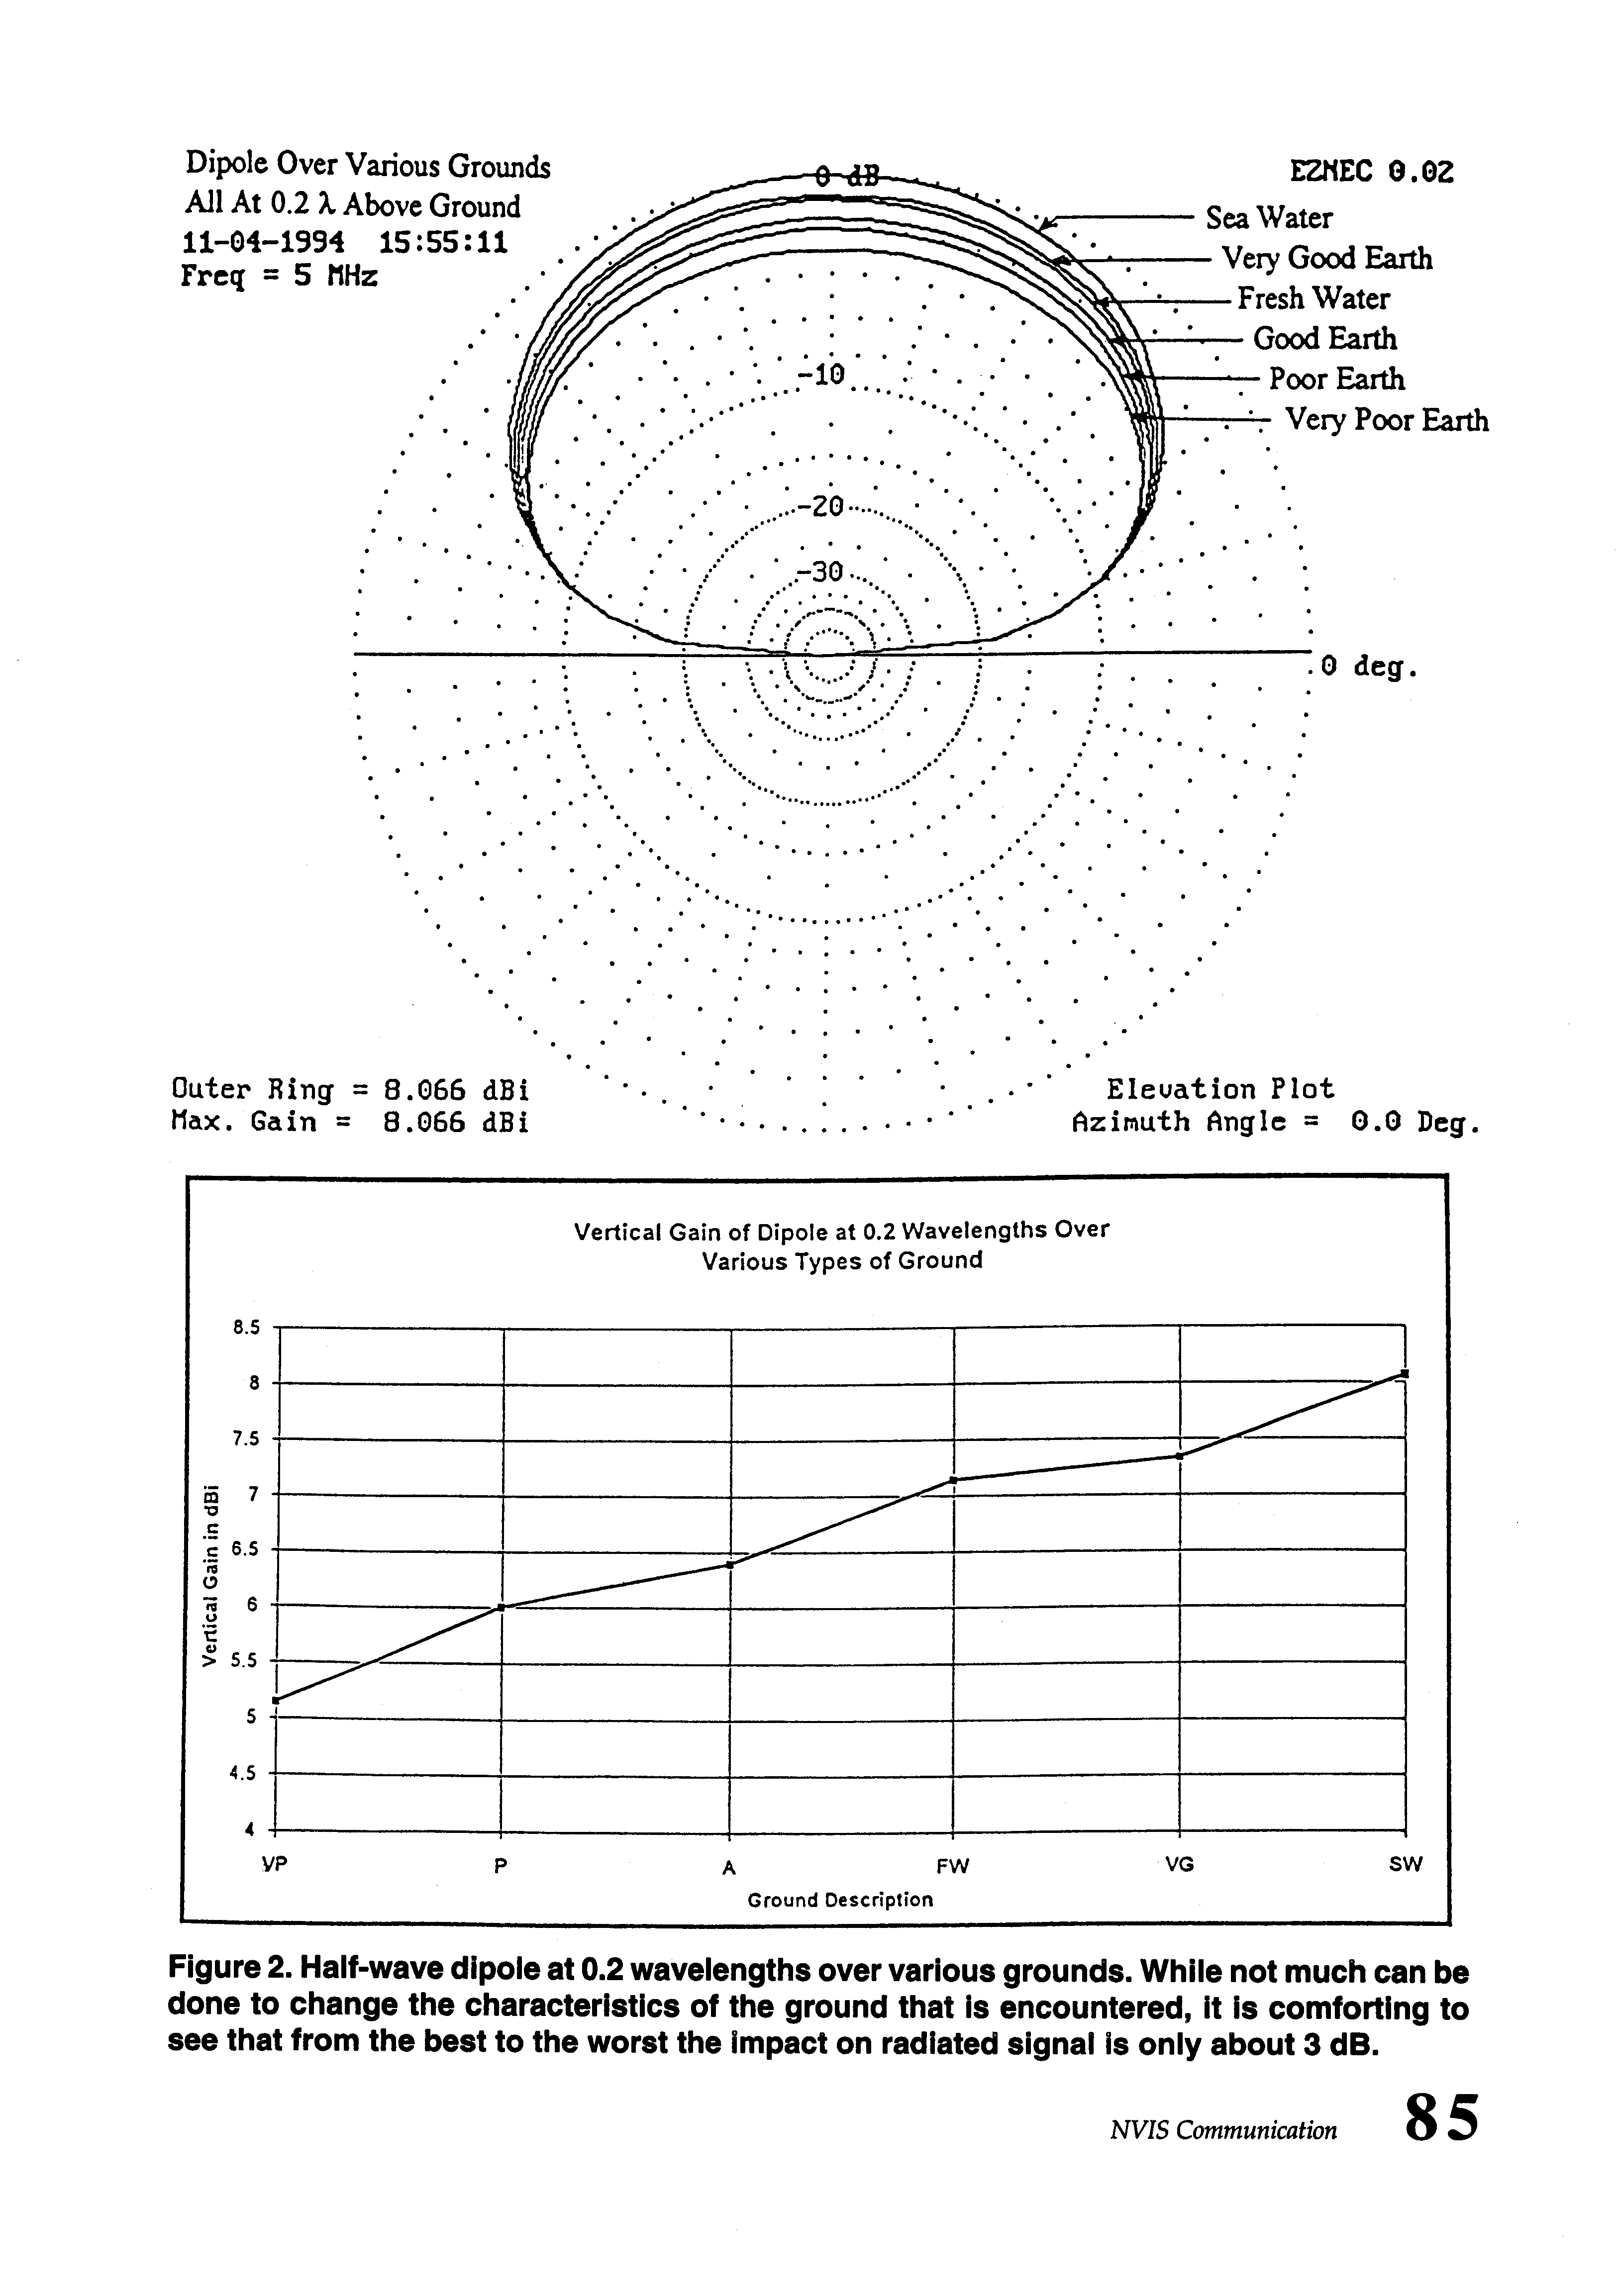 Dipole Over Various Grounds
All At 0.2 λ Above Ground
11-04-1994 15:55:11
Freq = 5 MHz
0 dB
EZNEC 0.02
Sea Water
Very Good Earth
Fresh Water
Good Earth
Poor Earth
Very Poor Earth
-10
-20
-30
0 deg.
Outer Ring = 8.066 dBi
Max. Gain = 8.066 dBi
Elevation Plot
Azimuth Angle = 0.0 Deg.
Vertical Gain of Dipole at 0.2 Wavelengths Over
Various Types of Ground
Vertical Gain in dBi
8.5
8
7.5
7
6.5
6
5.5
5
4.5
4
VP P A FW VG SW
Ground Description
Figure 2. Half-wave dipole at 0.2 wavelengths over various grounds. While not much can be
done to change the characteristics of the ground that is encountered, it is comforting to
see that from the best to the worst the impact on radiated signal is only about 3 dB.
NVIS Communication 85